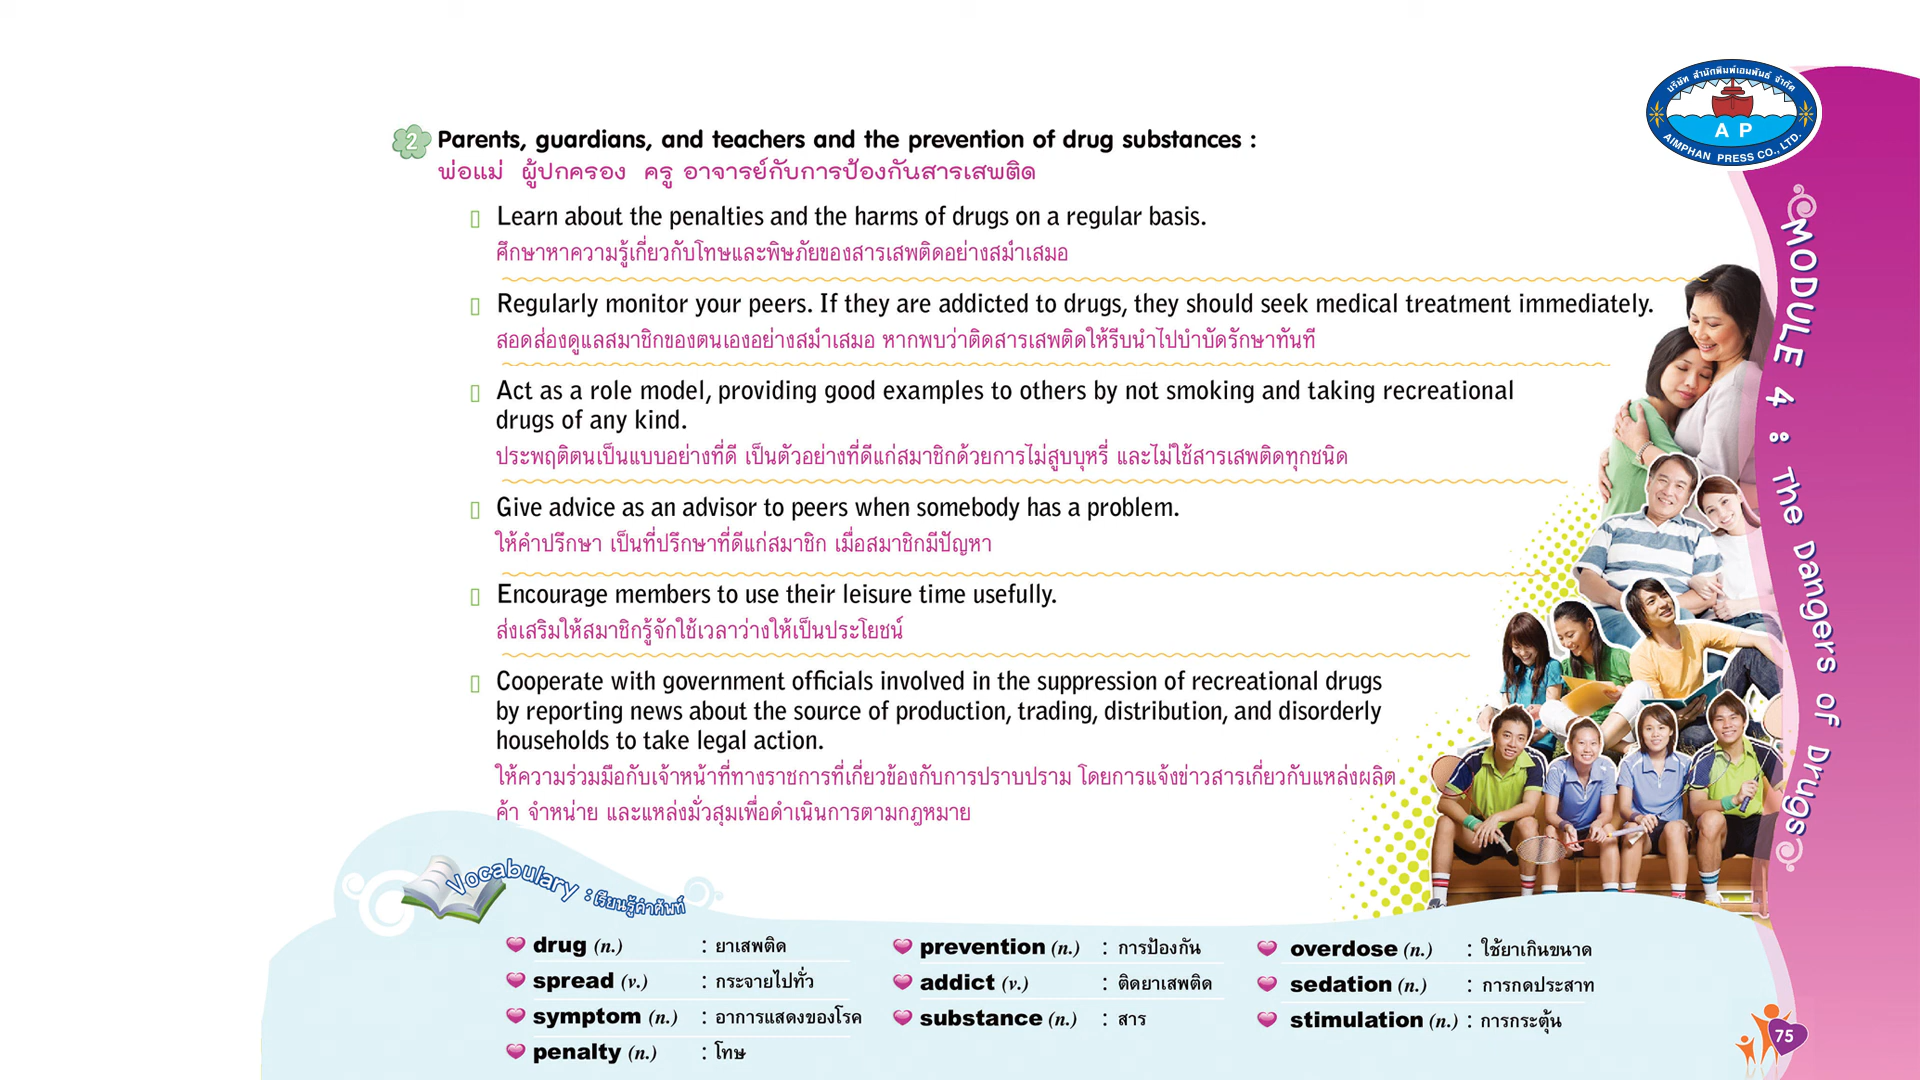 บริษัท สำนักพิมพ์เอมพันธ์ จำกัด
A P
AIMPHAN PRESS CO., LTD.
2 Parents, guardians, and teachers and the prevention of drug substances :
พ่อแม่ ผู้ปกครอง ครู อาจารย์กับการป้องกันสารเสพติด
Learn about the penalties and the harms of drugs on a regular basis.
ศึกษาหาความรู้เกี่ยวกับโทษและพิษภัยของสารเสพติดอย่างสม่ำเสมอ
Regularly monitor your peers. If they are addicted to drugs, they should seek medical treatment immediately.
สอดส่องดูแลสมาชิกของตนเองอย่างสม่ำเสมอ หากพบว่าติดสารเสพติดให้รีบนำไปบำบัดรักษาทันที
Act as a role model, providing good examples to others by not smoking and taking recreational
drugs of any kind.
ประพฤติตนเป็นแบบอย่างที่ดี เป็นตัวอย่างที่ดีแก่สมาชิกด้วยการไม่สูบบุหรี่ และไม่ใช้สารเสพติดทุกชนิด
Give advice as an advisor to peers when somebody has a problem.
ให้คำปรึกษา เป็นที่ปรึกษาที่ดีแก่สมาชิก เมื่อสมาชิกมีปัญหา
Encourage members to use their leisure time usefully.
ส่งเสริมให้สมาชิกรู้จักใช้เวลาว่างให้เป็นประโยชน์
Cooperate with government officials involved in the suppression of recreational drugs
by reporting news about the source of production, trading, distribution, and disorderly
households to take legal action.
ให้ความร่วมมือกับเจ้าหน้าที่ทางราชการที่เกี่ยวข้องกับการปราบปราม โดยการแจ้งข่าวสารเกี่ยวกับแหล่งผลิต
ค้า จำหน่าย และแหล่งมั่วสุมเพื่อดำเนินการตามกฎหมาย
MODULE 4 : The Dangers of Drugs
Vocabulary : เรียนรู้คำศัพท์
drug (n.) : ยาเสพติด
spread (v.) : กระจายไปทั่ว
symptom (n.) : อาการแสดงของโรค
penalty (n.) : โทษ
prevention (n.) : การป้องกัน
addict (v.) : ติดยาเสพติด
substance (n.) : สาร
overdose (n.) : ใช้ยาเกินขนาด
sedation (n.) : การกดประสาท
stimulation (n.) : การกระตุ้น
75